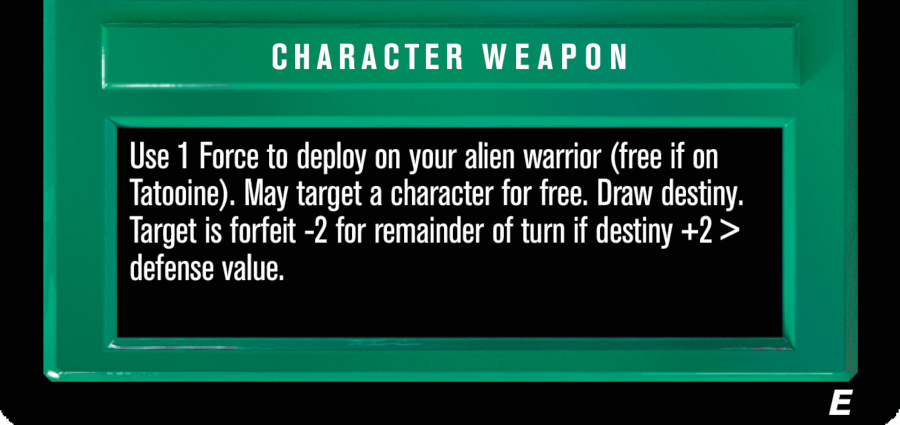 CHARACTER WEAPON
Use 1 Force to deploy on your alien warrior (free if on
Tatooine). May target a character for free. Draw destiny.
Target is forfeit -2 for remainder of turn if destiny +2 >
defense value.
E